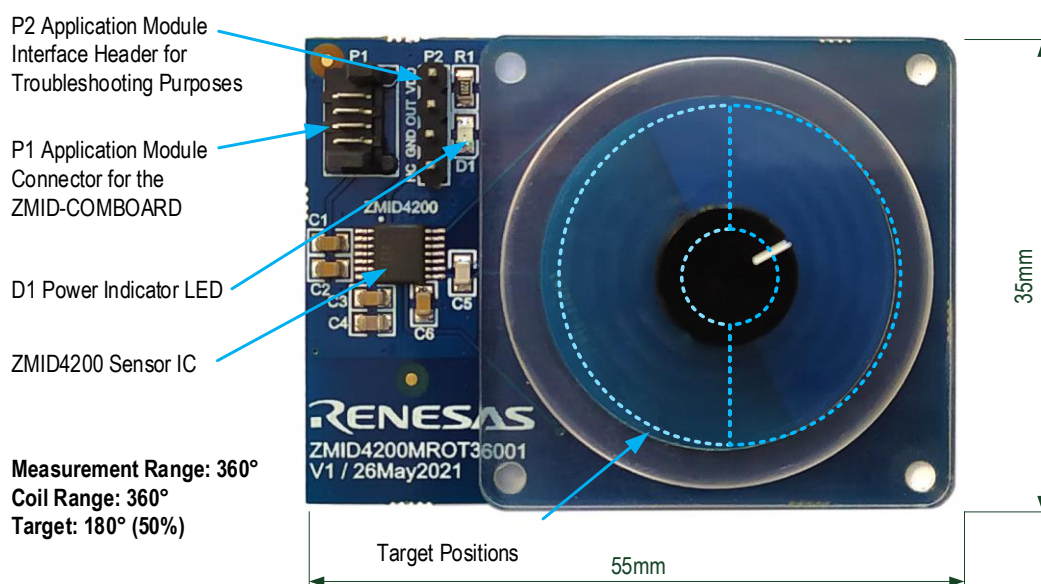 P2 Application Module
Interface Header for
Troubleshooting Purposes
P1 Application Module
Connector for the
ZMID-COMBOARD
D1 Power Indicator LED
ZMID4200 Sensor IC
Measurement Range: 360°
Coil Range: 360°
Target: 180° (50%)
P1
P2
R1
VDD
OUT
GND
NC
D1
ZMID4200
C1
C2
C3
C4
C5
C6
RENESAS
ZMID4200MROT36001
V1 / 26May2021
Target Positions
55mm
35mm